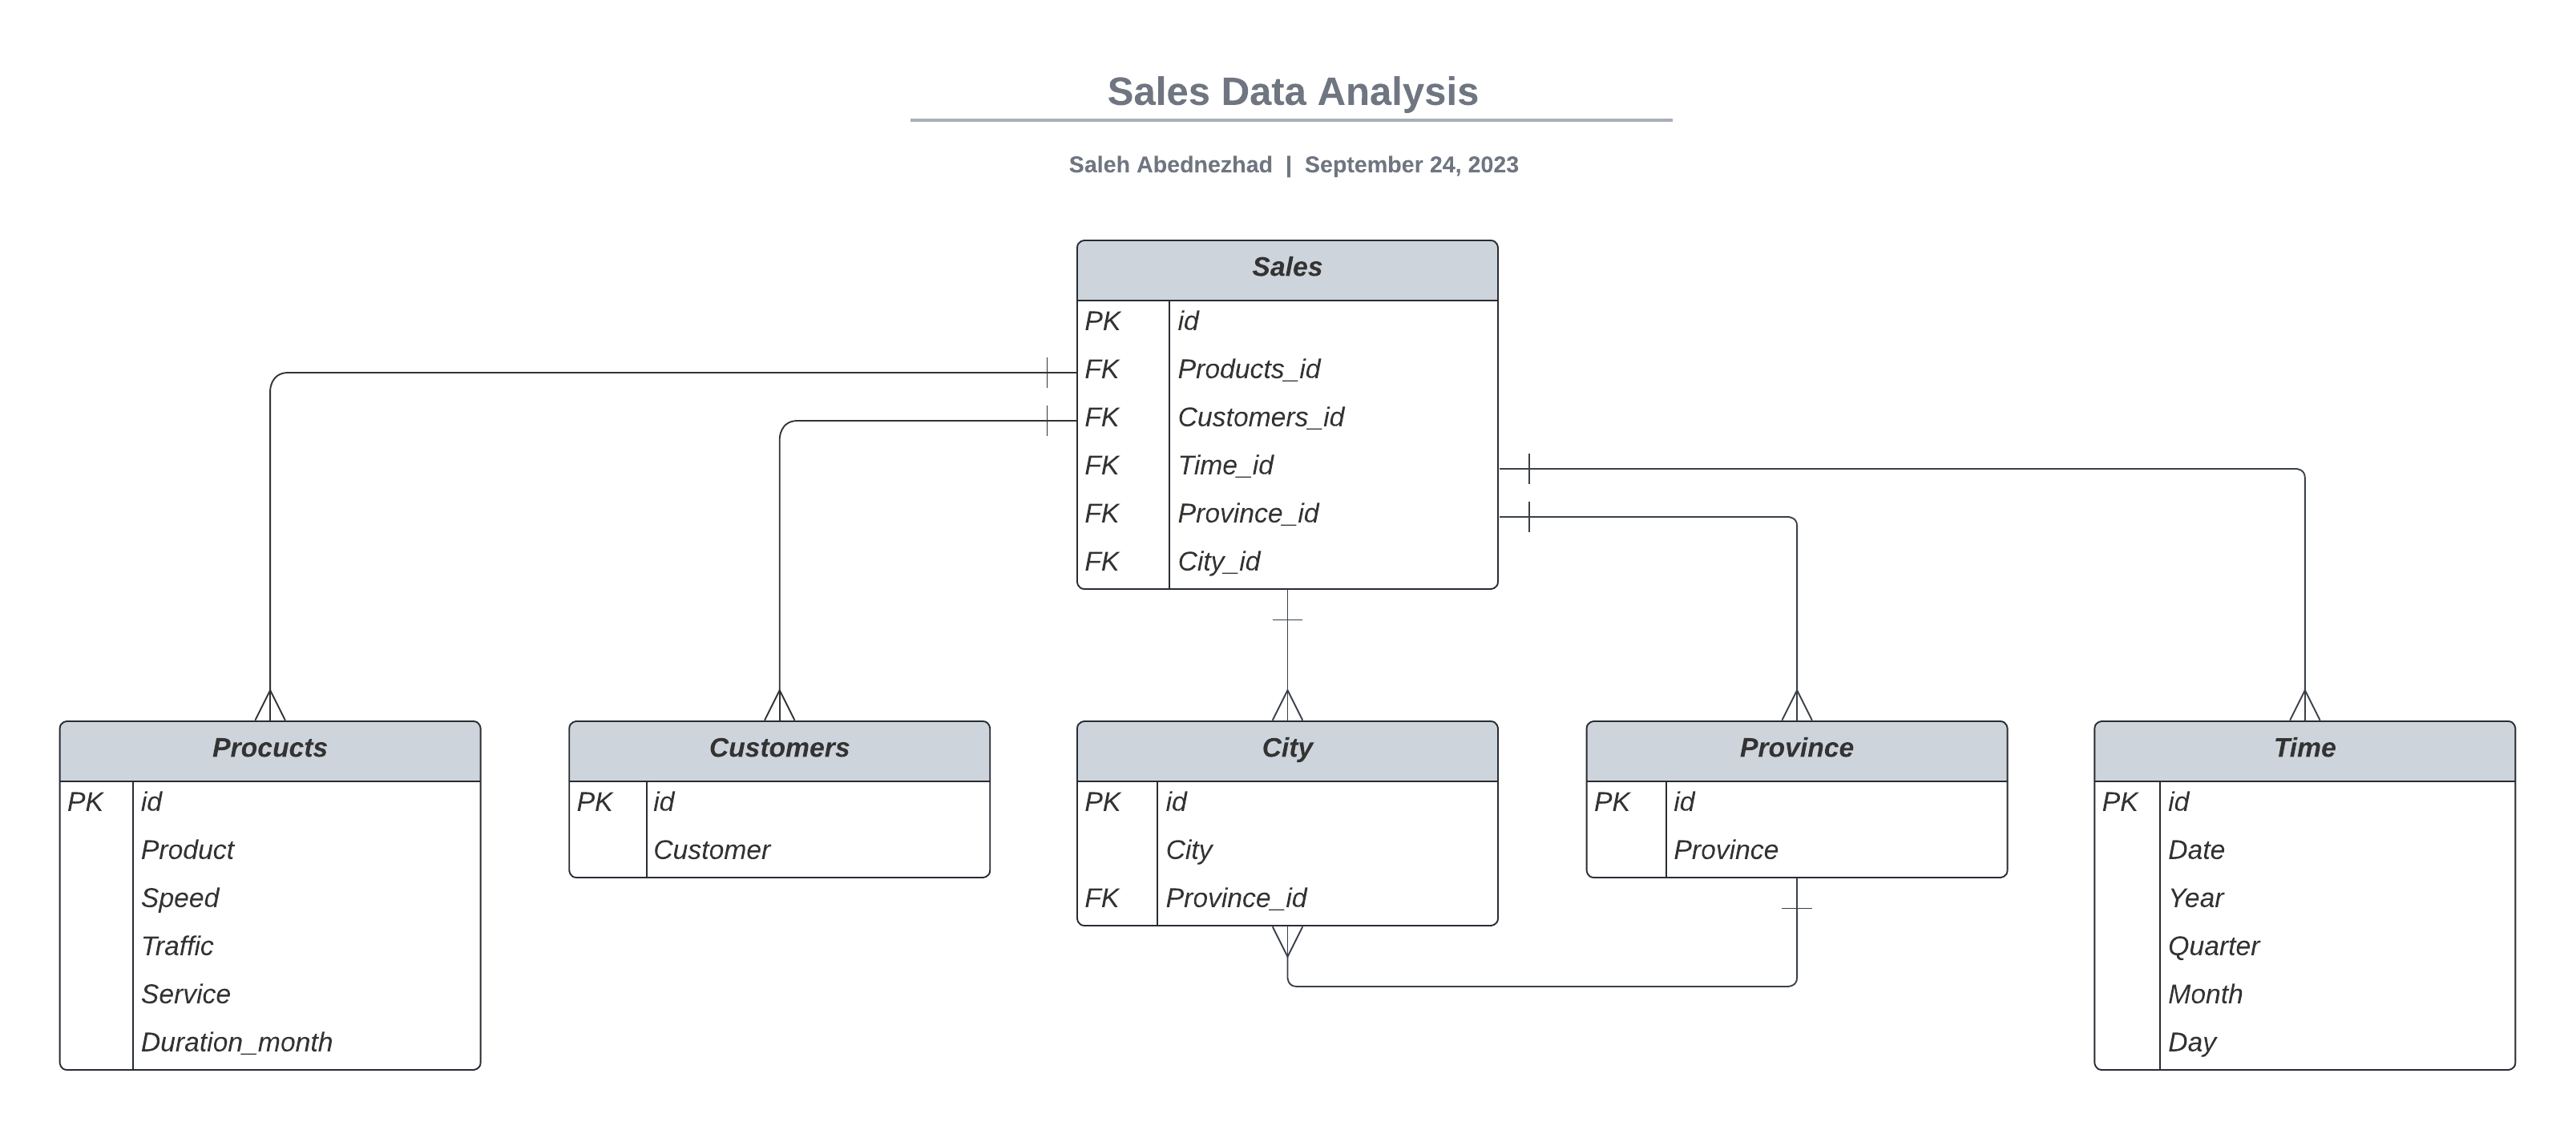 Sales Data Analysis
Saleh Abednezhad | September 24, 2023
Sales
PK id
FK Products_id
FK Customers_id
FK Time_id
FK Province_id
FK City_id
Procucts
PK id
Product
Speed
Traffic
Service
Duration_month
Customers
PK id
Customer
City
PK id
City
FK Province_id
Province
PK id
Province
Time
PK id
Date
Year
Quarter
Month
Day